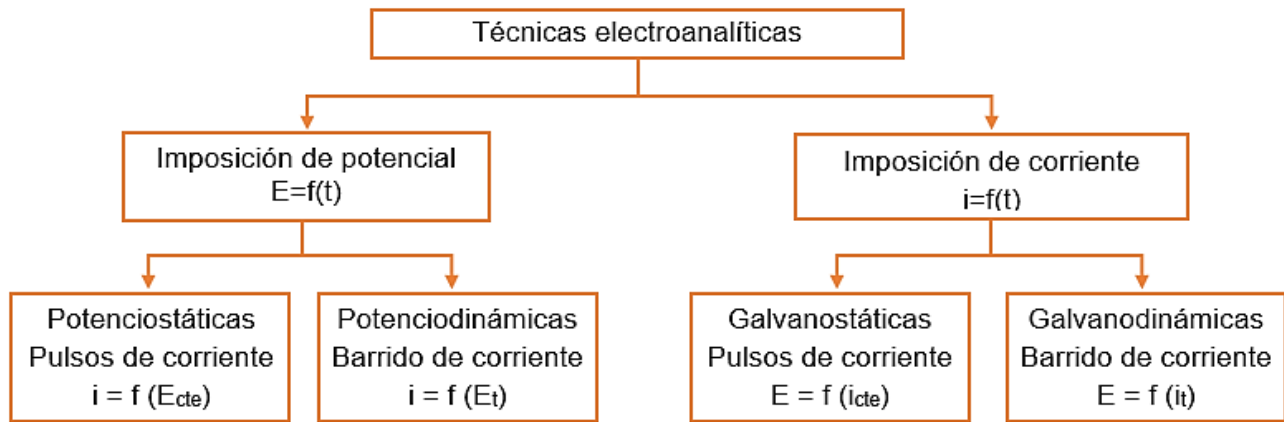 Técnicas electroanalíticas
Imposición de potencial
E=f(t)
Imposición de corriente
i=f(t)
Potenciostáticas
Pulsos de corriente
i = f (Ecte)
Potenciodinámicas
Barrido de corriente
i = f (Et)
Galvanostáticas
Pulsos de corriente
E = f (icte)
Galvanodinámicas
Barrido de corriente
E = f (it)